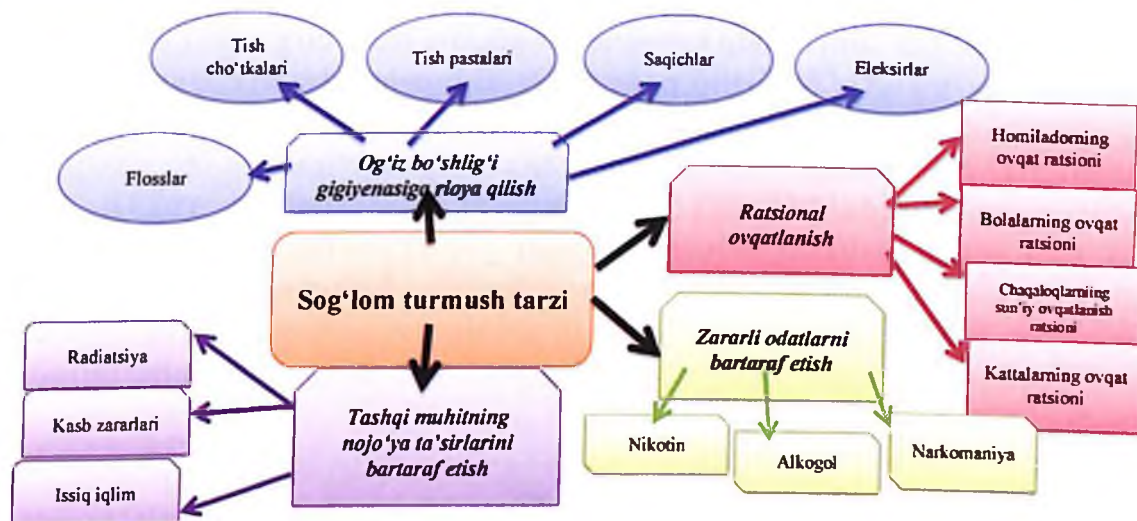 Tish
cho‘tkalari
Tish pastalari
Saqichlar
Eleksirlar
Flosslar
Og‘iz bo‘shlig‘i
gigiyenasiga rioya qilish
Homiladorning
ovqat ratsioni
Ratsional
ovqatlanish
Bolalarning ovqat
ratsioni
Sog‘lom turmush tarzi
Chaqaloqlarniing
sun’iy ovqatlanish
ratsioni
Zararli odatlarni
bartaraf etish
Kattalarning ovqat
ratsioni
Radiatsiya
Kasb zararlari
Issiq iqlim
Tashqi muhitning
nojo‘ya ta’sirlarini
bartaraf etish
Nikotin
Alkogol
Narkomaniya